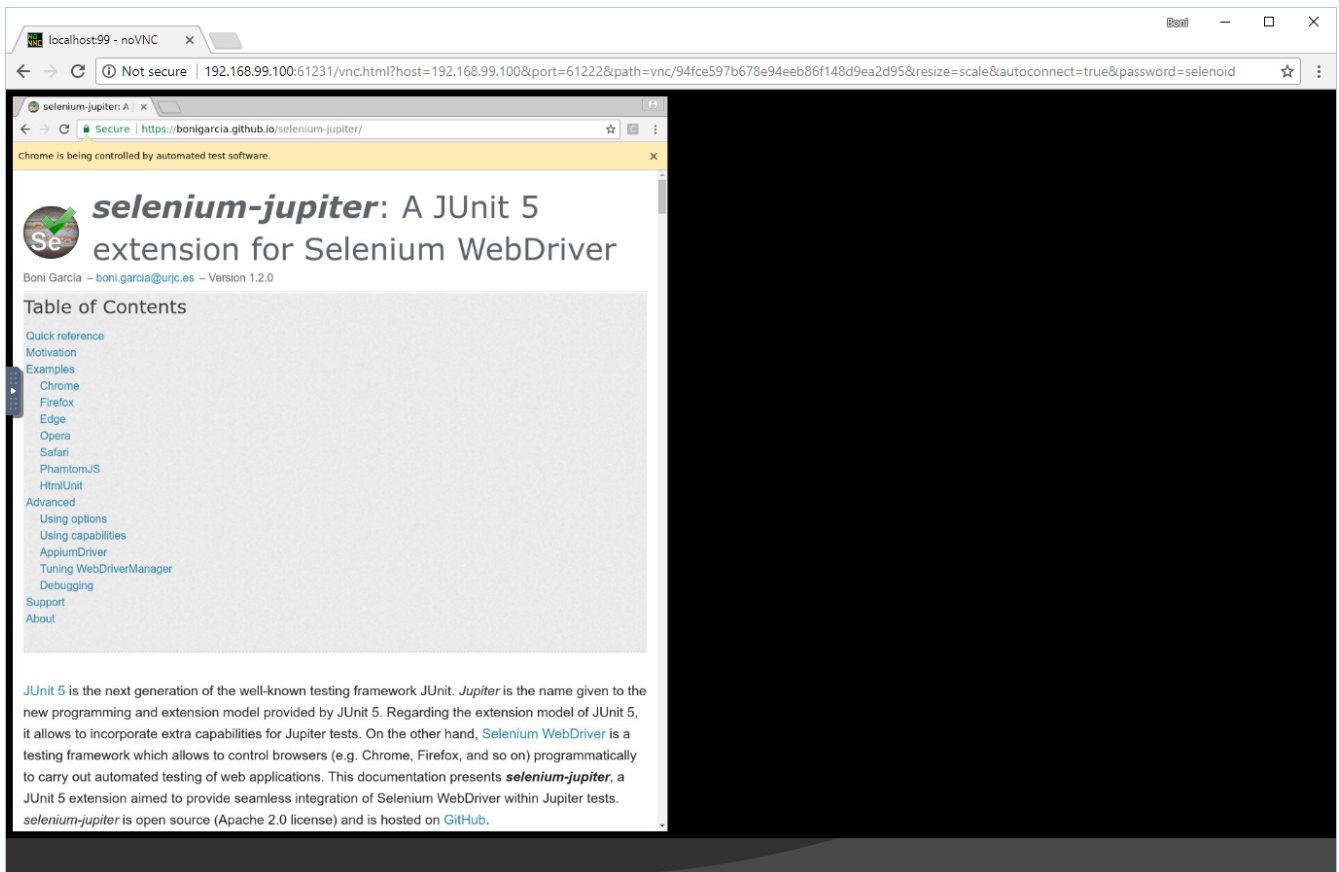 Boni
localhost:99 - noVNC
Not secure | 192.168.99.100:61231/vnc.html?host=192.168.99.100&port=61222&path=vnc/94fce597b678e94eeb86f148d9ea2d95&resize=scale&autoconnect=true&password=selenoid
selenium-jupiter: A
Secure | https://bonigarcia.github.io/selenium-jupiter/
Chrome is being controlled by automated test software.
Se
selenium-jupiter: A JUnit 5
extension for Selenium WebDriver
Boni García – boni.garcia@urjc.es – Version 1.2.0
Table of Contents
Quick reference
Motivation
Examples
Chrome
Firefox
Edge
Opera
Safari
PhamtomJS
HtmlUnit
Advanced
Using options
Using capabilities
AppiumDriver
Tuning WebDriverManager
Debugging
Support
About
JUnit 5 is the next generation of the well-known testing framework JUnit. Jupiter is the name given to the
new programming and extension model provided by JUnit 5. Regarding the extension model of JUnit 5,
it allows to incorporate extra capabilities for Jupiter tests. On the other hand, Selenium WebDriver is a
testing framework which allows to control browsers (e.g. Chrome, Firefox, and so on) programmatically
to carry out automated testing of web applications. This documentation presents selenium-jupiter, a
JUnit 5 extension aimed to provide seamless integration of Selenium WebDriver within Jupiter tests.
selenium-jupiter is open source (Apache 2.0 license) and is hosted on GitHub.